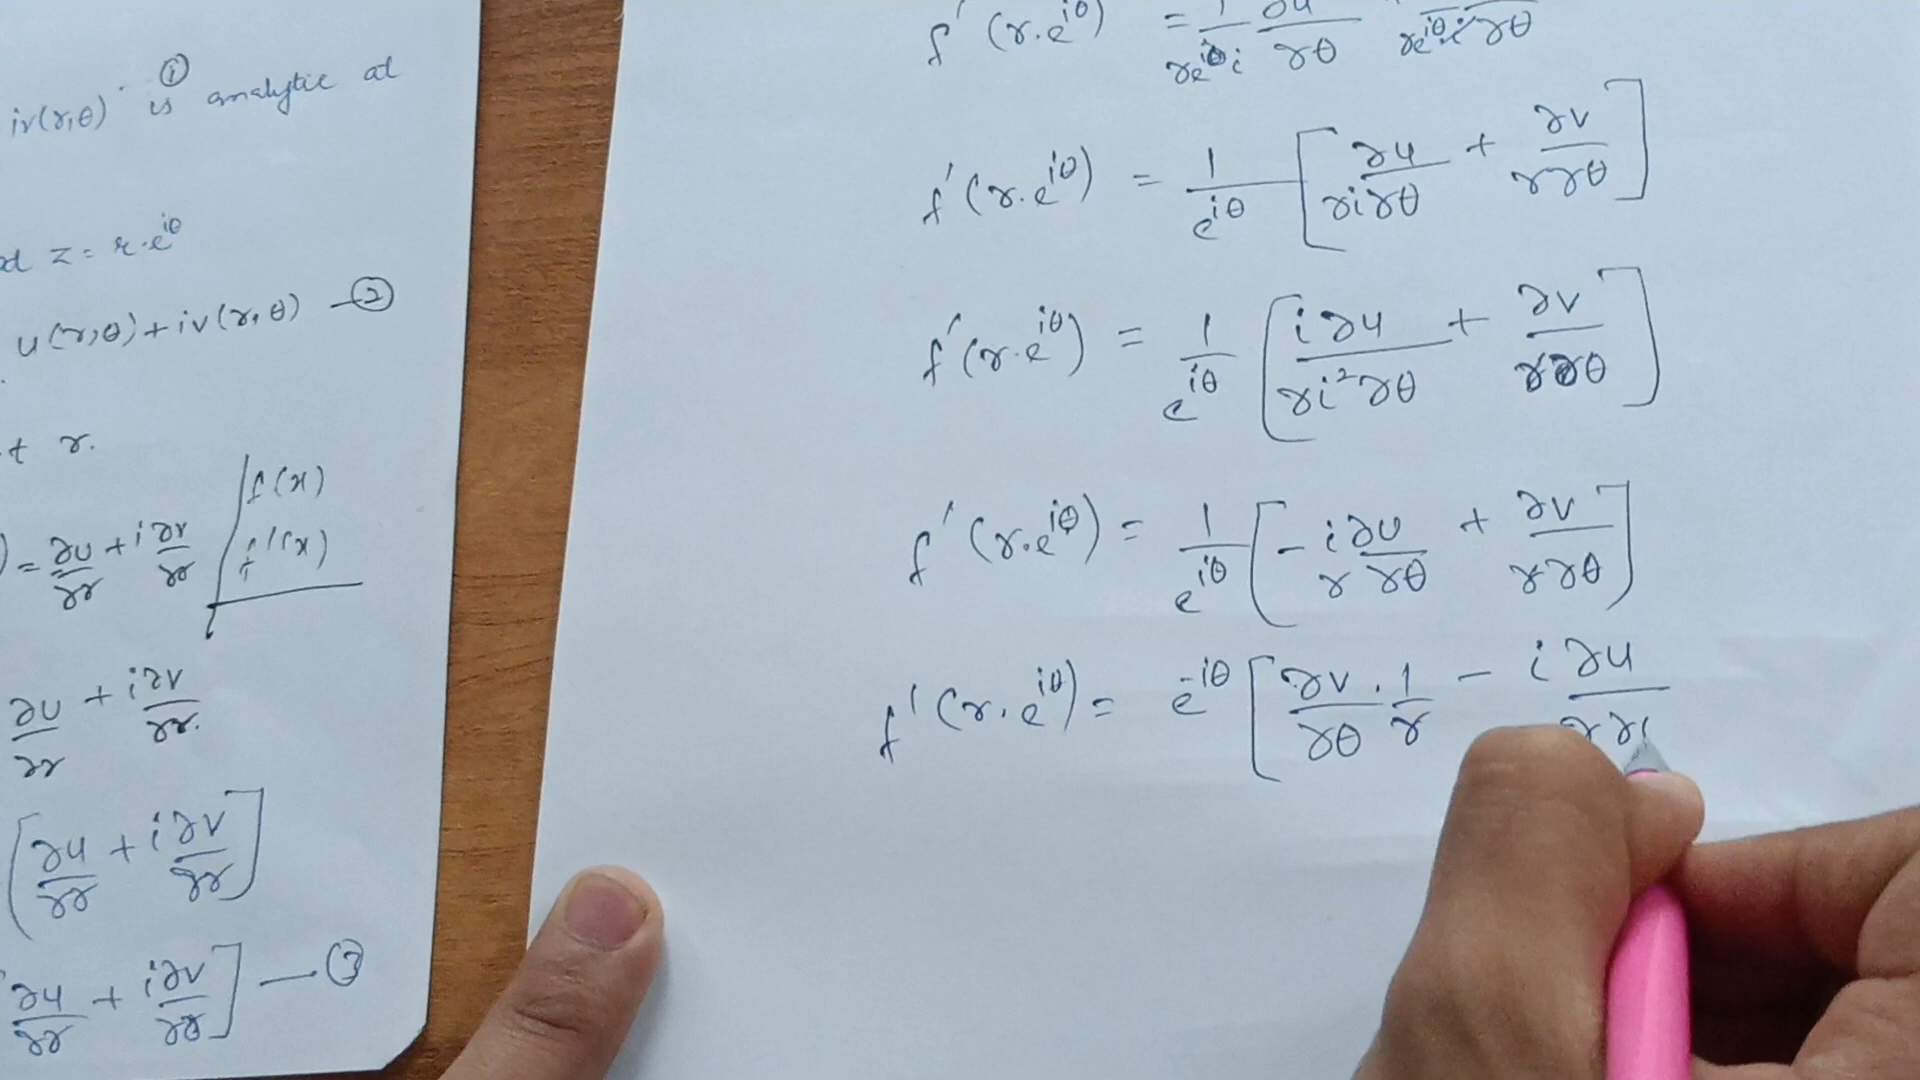 ① 
iv(r,θ) is analytic at
z = r.e^{iθ}
u(r,θ) + iv(r,θ) — ②
t r.
) = ∂u/∂r + i ∂v/∂r
f(x)
f'(x)
∂u/∂r + i∂v/∂r.
[∂u/∂r + i∂v/∂r]
∂u/∂r + i∂v/∂r] — ③
f'(r.e^{iθ}) = 1/(re^{iθ}i) ∂u/∂θ
f'(r.e^{iθ}) = 1/e^{iθ} [∂u/(ri∂θ) + ∂v/(r∂θ)]
f'(r.e^{iθ}) = 1/e^{iθ} [i∂u/(ri²∂θ) + ∂v/(r∂θ)]
f'(r.e^{iθ}) = 1/e^{iθ} [-i∂u/(r∂θ) + ∂v/(r∂θ)]
f'(r.e^{iθ}) = e^{-iθ} [∂v/∂θ . 1/r - i∂u/(r∂